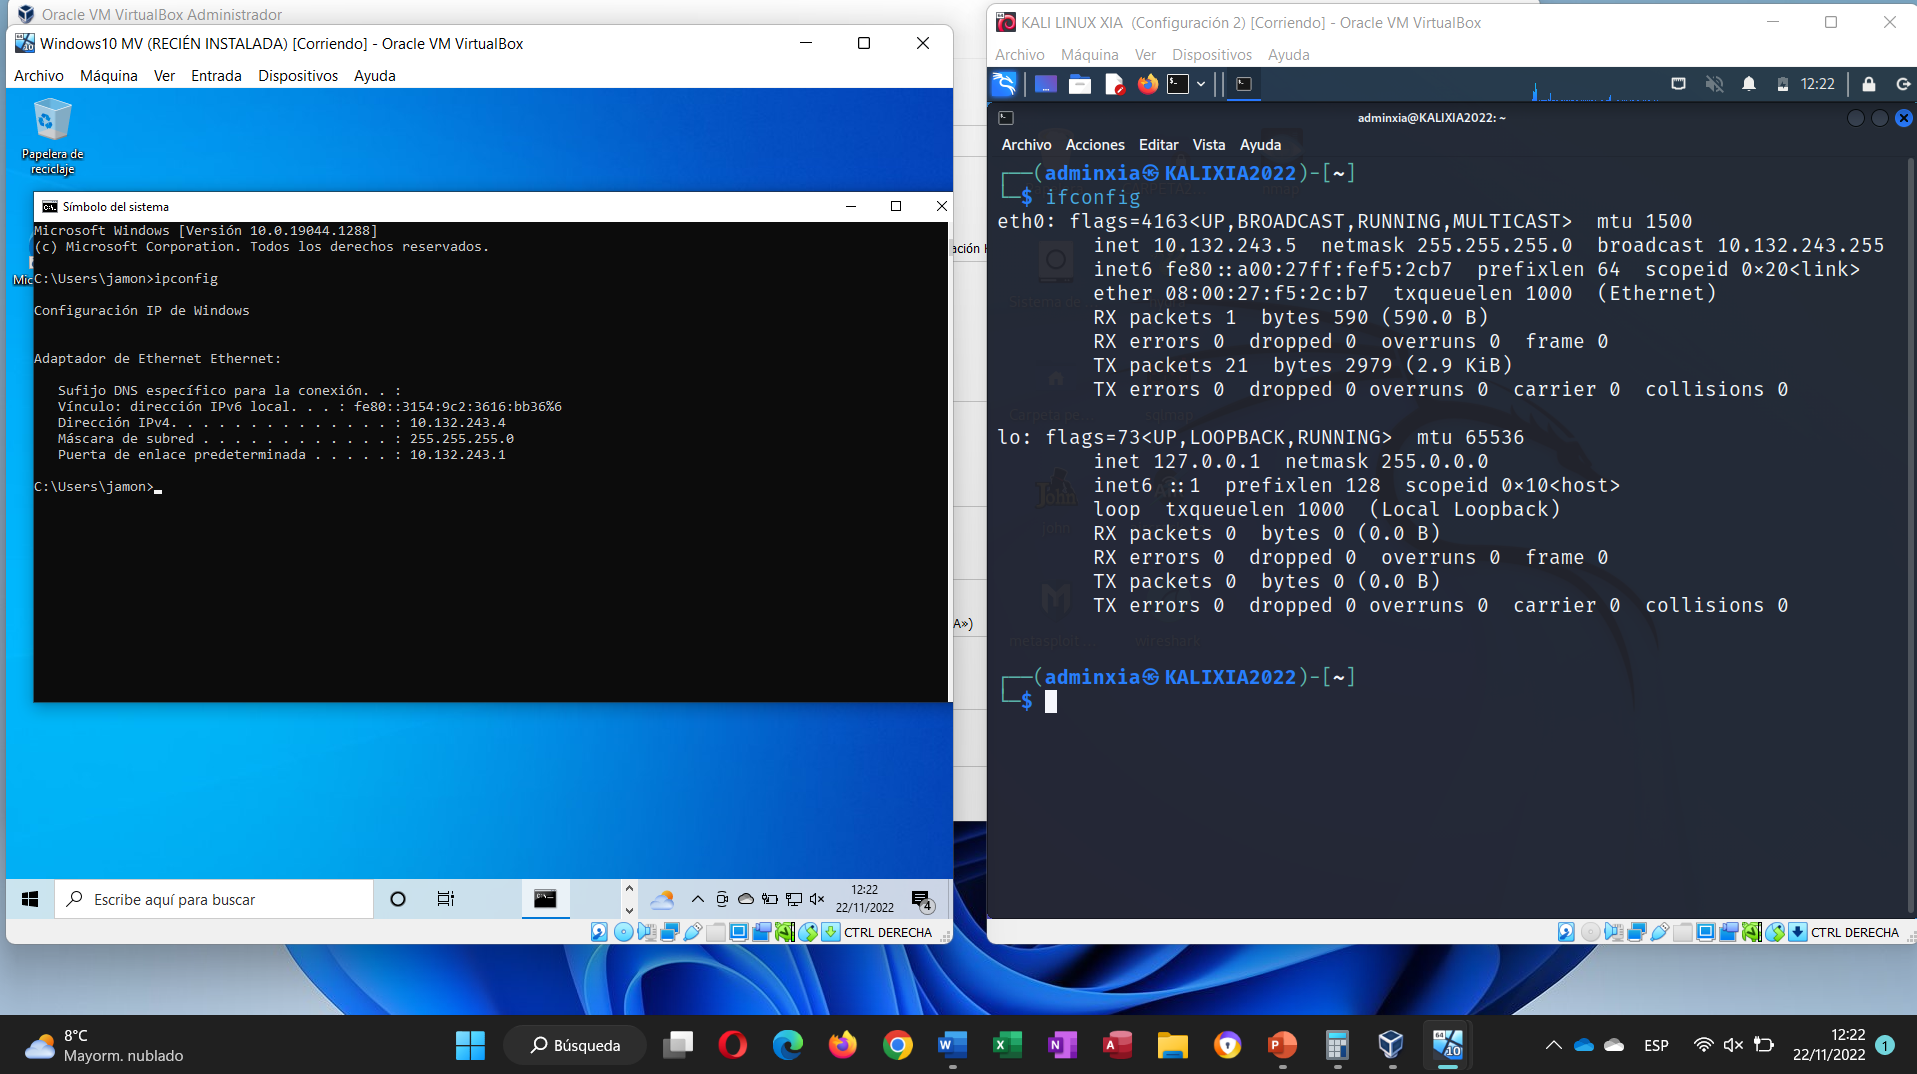 Oracle VM VirtualBox Administrador
Windows10 MV (RECIÉN INSTALADA) [Corriendo] - Oracle VM VirtualBox
Archivo Máquina Ver Entrada Dispositivos Ayuda
Papelera de
reciclaje
Símbolo del sistema
Microsoft Windows [Versión 10.0.19044.1288]
(c) Microsoft Corporation. Todos los derechos reservados.
C:\Users\jamon>ipconfig
Configuración IP de Windows
Adaptador de Ethernet Ethernet:
Sufijo DNS específico para la conexión. . :
Vínculo: dirección IPv6 local. . . : fe80::3154:9c2:3616:bb36%6
Dirección IPv4. . . . . . . . . . . . . . : 10.132.243.4
Máscara de subred . . . . . . . . . . . . : 255.255.255.0
Puerta de enlace predeterminada . . . . . : 10.132.243.1
C:\Users\jamon>
Mic
ación
A»)
Escribe aquí para buscar
12:22
22/11/2022
4
CTRL DERECHA
KALI LINUX XIA (Configuración 2) [Corriendo] - Oracle VM VirtualBox
Archivo Máquina Ver Dispositivos Ayuda
12:22
adminxia@KALIXIA2022: ~
Archivo Acciones Editar Vista Ayuda
┌──(adminxia㉿KALIXIA2022)-[~]
└─$ ifconfig
eth0: flags=4163<UP,BROADCAST,RUNNING,MULTICAST> mtu 1500
inet 10.132.243.5 netmask 255.255.255.0 broadcast 10.132.243.255
inet6 fe80::a00:27ff:fef5:2cb7 prefixlen 64 scopeid 0×20<link>
ether 08:00:27:f5:2c:b7 txqueuelen 1000 (Ethernet)
RX packets 1 bytes 590 (590.0 B)
RX errors 0 dropped 0 overruns 0 frame 0
TX packets 21 bytes 2979 (2.9 KiB)
TX errors 0 dropped 0 overruns 0 carrier 0 collisions 0
lo: flags=73<UP,LOOPBACK,RUNNING> mtu 65536
inet 127.0.0.1 netmask 255.0.0.0
inet6 ::1 prefixlen 128 scopeid 0×10<host>
loop txqueuelen 1000 (Local Loopback)
RX packets 0 bytes 0 (0.0 B)
RX errors 0 dropped 0 overruns 0 frame 0
TX packets 0 bytes 0 (0.0 B)
TX errors 0 dropped 0 overruns 0 carrier 0 collisions 0
┌──(adminxia㉿KALIXIA2022)-[~]
└─$
CTRL DERECHA
8°C
Mayorm. nublado
Búsqueda
ESP
12:22
22/11/2022
1